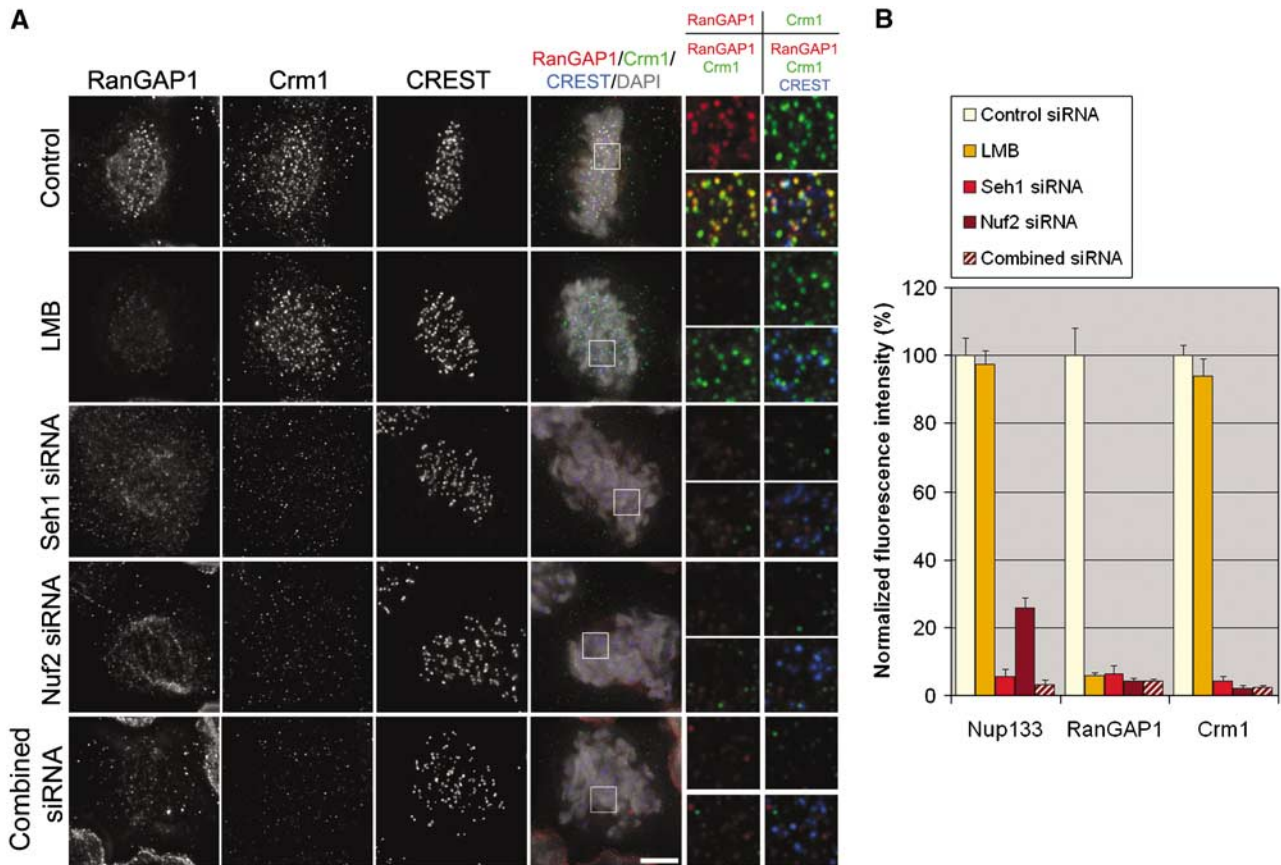 A
RanGAP1
Crm1
CREST
RanGAP1/Crm1/
CREST/DAPI
RanGAP1
Crm1
RanGAP1
Crm1
RanGAP1
Crm1
CREST
Control
LMB
Seh1 siRNA
Nuf2 siRNA
Combined
siRNA
B
Control siRNA
LMB
Seh1 siRNA
Nuf2 siRNA
Combined siRNA
Normalized fluorescence intensity (%)
120
100
80
60
40
20
0
Nup133
RanGAP1
Crm1